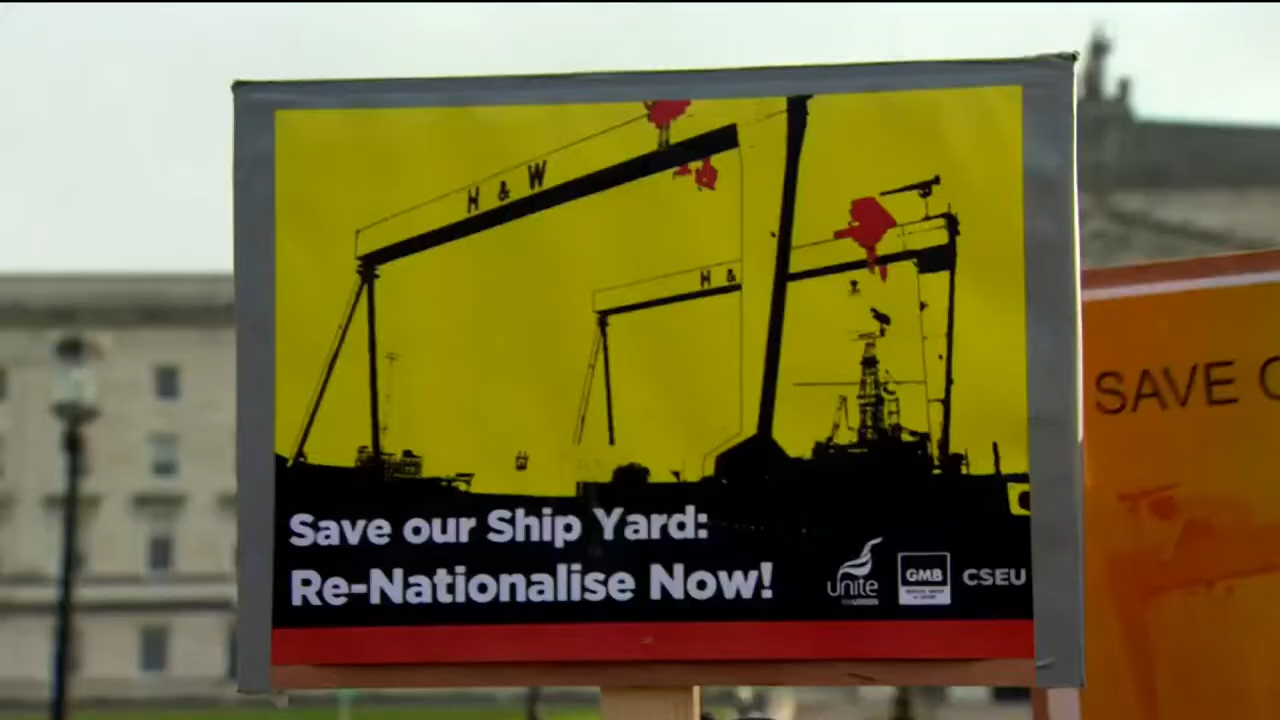 H & W
H &
Save our Ship Yard:
Re-Nationalise Now!
unite
GMB
CSEU
SAVE